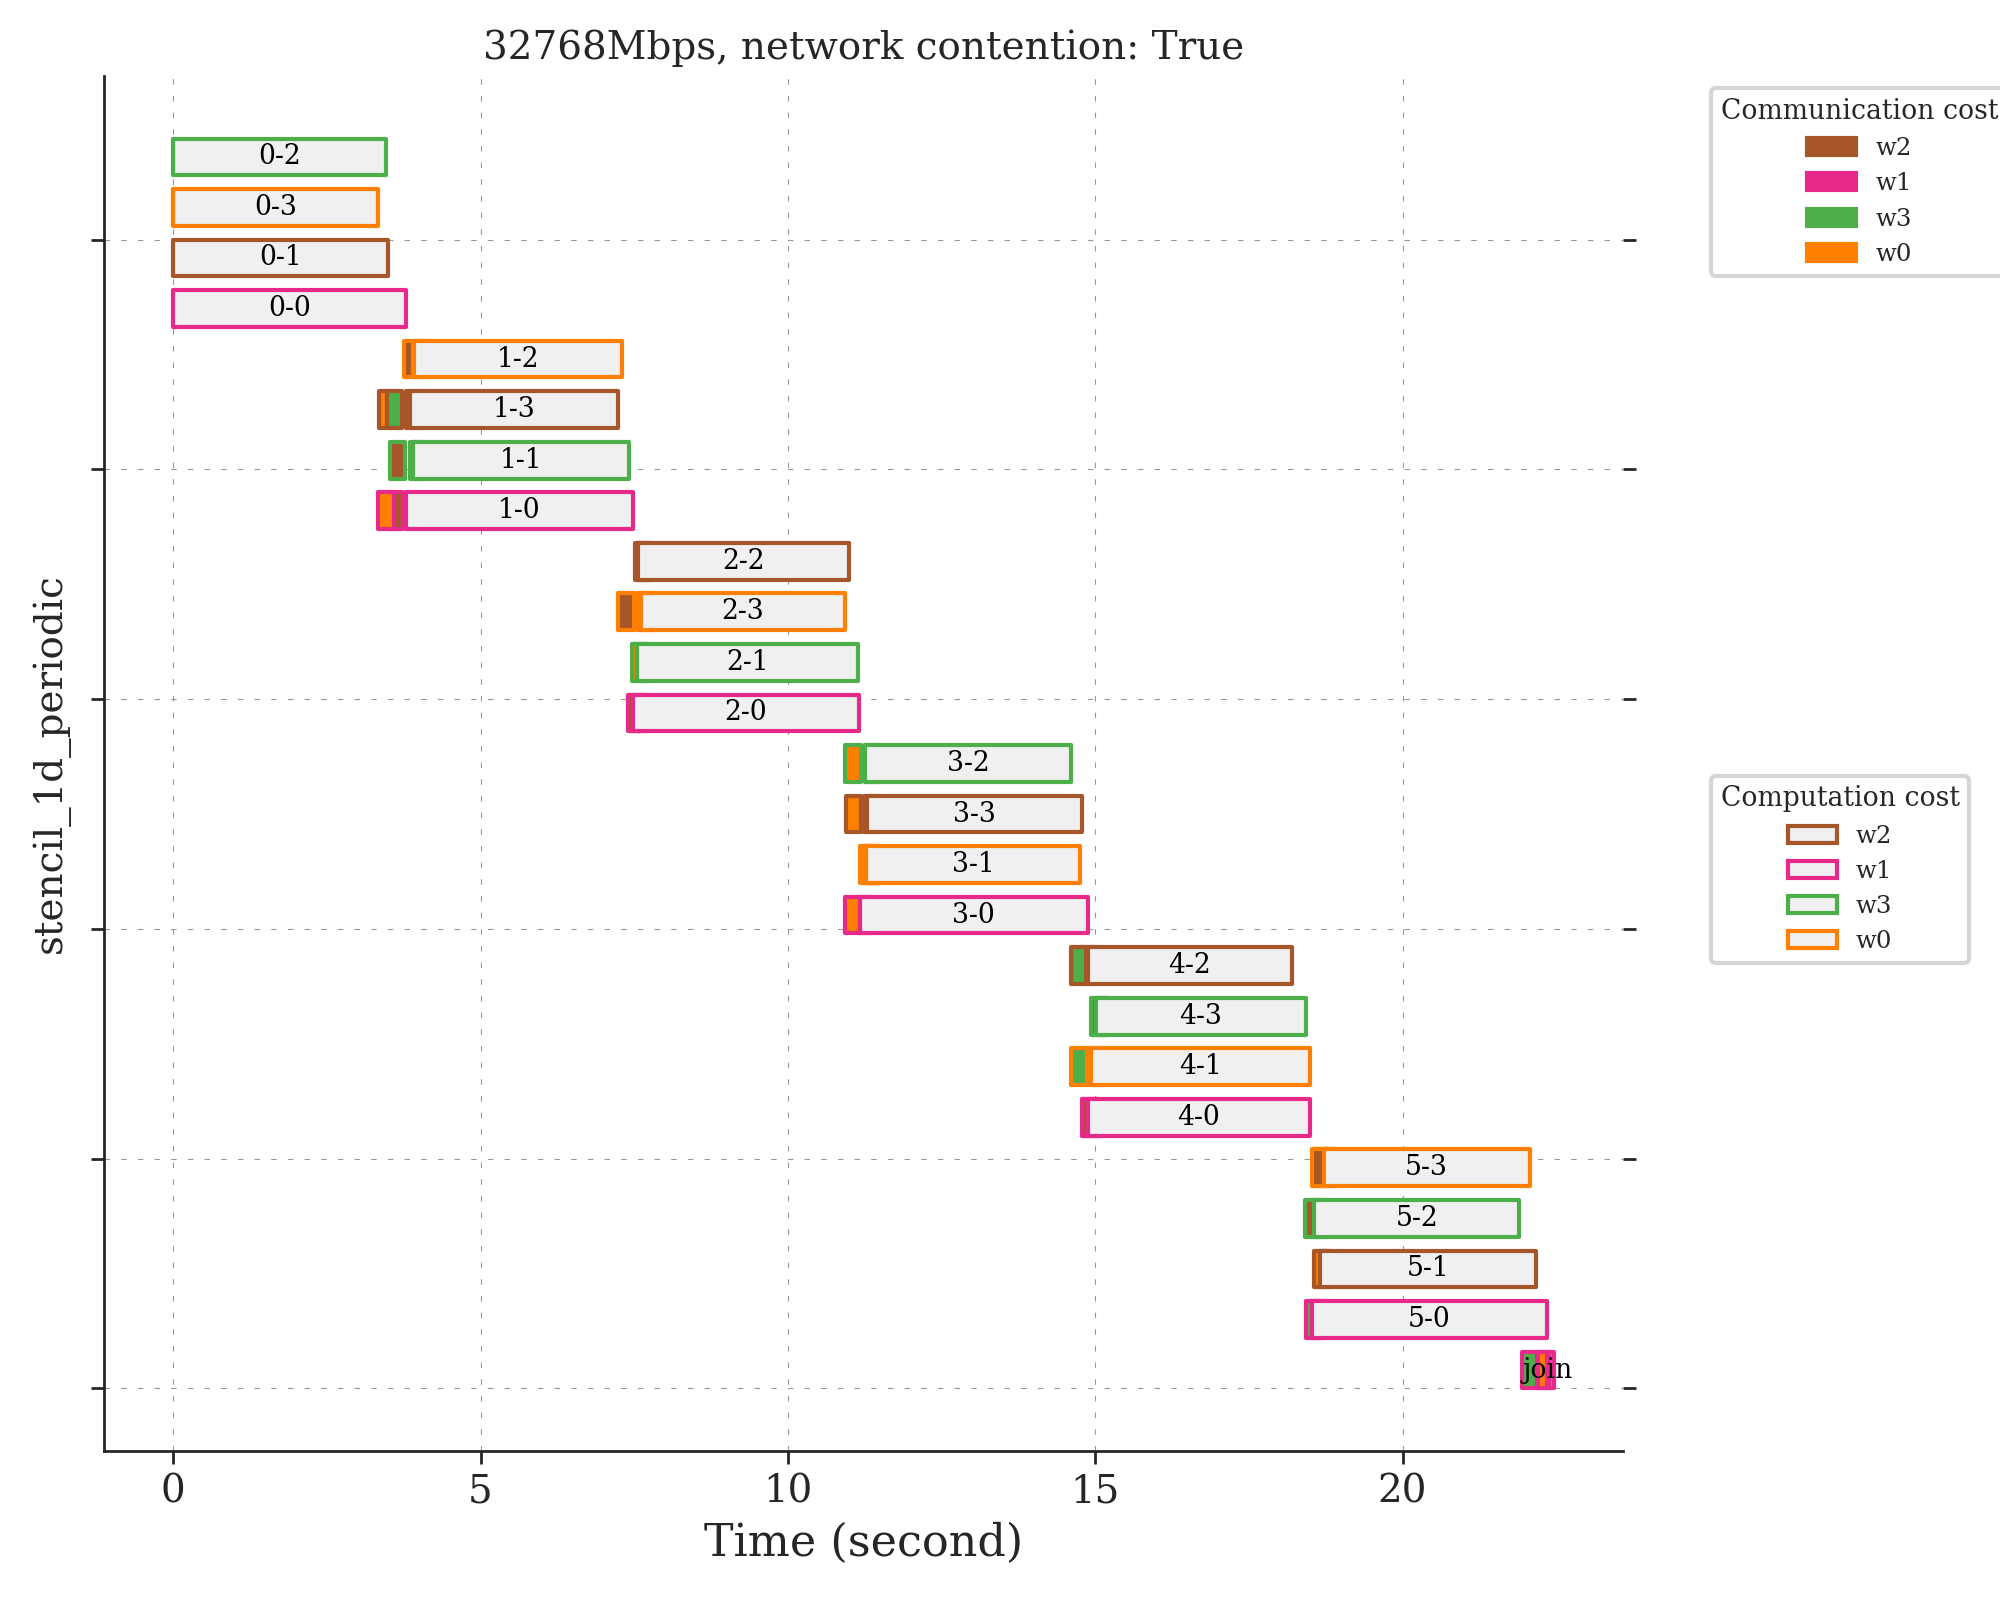 32768Mbps, network contention: True
Communication cost
w2
w1
w3
w0
0-2
0-3
0-1
0-0
1-2
1-3
1-1
1-0
2-2
2-3
2-1
2-0
3-2
3-3
3-1
3-0
4-2
4-3
4-1
4-0
5-3
5-2
5-1
5-0
join
Computation cost
w2
w1
w3
w0
stencil_1d_periodic
0 5 10 15 20
Time (second)